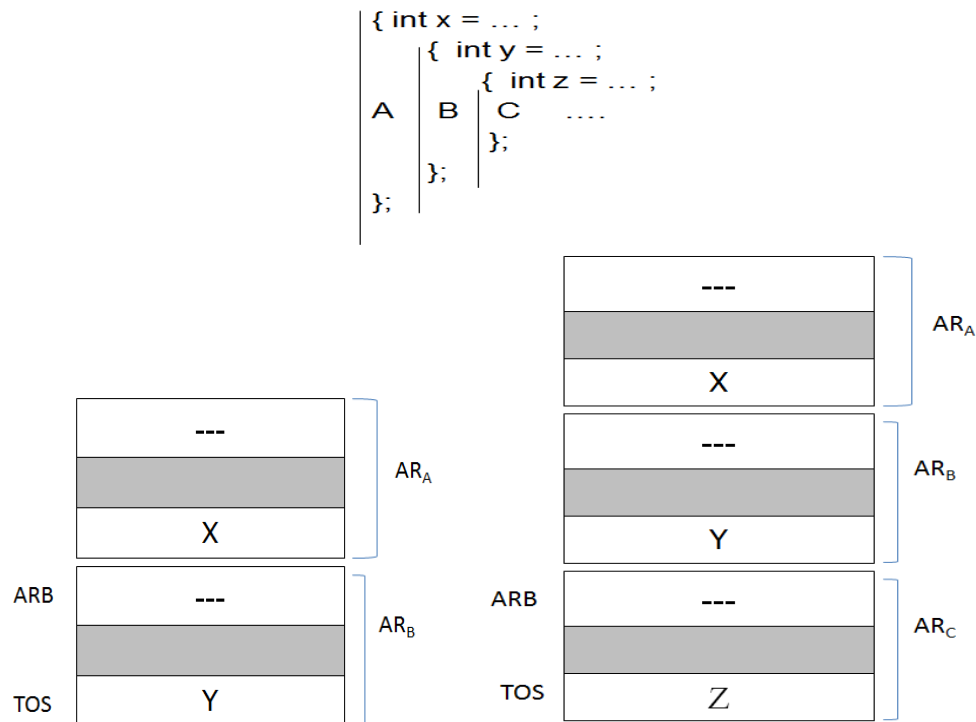 { int x = ... ;
{ int y = ... ;
{ int z = ... ;
A B C ....
};
};
};
---
AR_A
X
ARB
---
AR_B
TOS
Y
---
AR_A
X
---
AR_B
Y
ARB
---
AR_C
TOS
Z